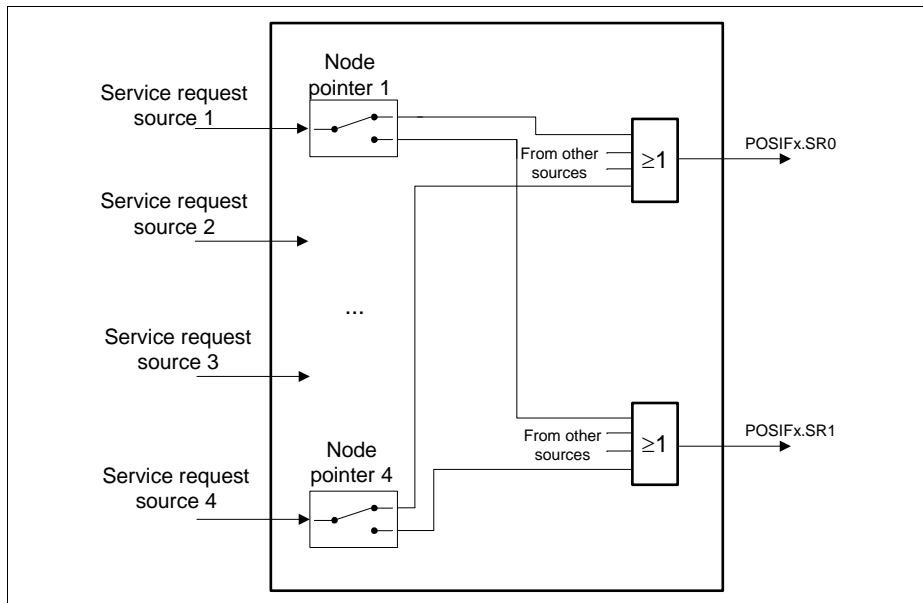 Node
pointer 1
Service request
source 1
From other
sources
≥1
POSIFx.SR0
Service request
source 2
...
Service request
source 3
From other
sources
≥1
POSIFx.SR1
Node
pointer 4
Service request
source 4